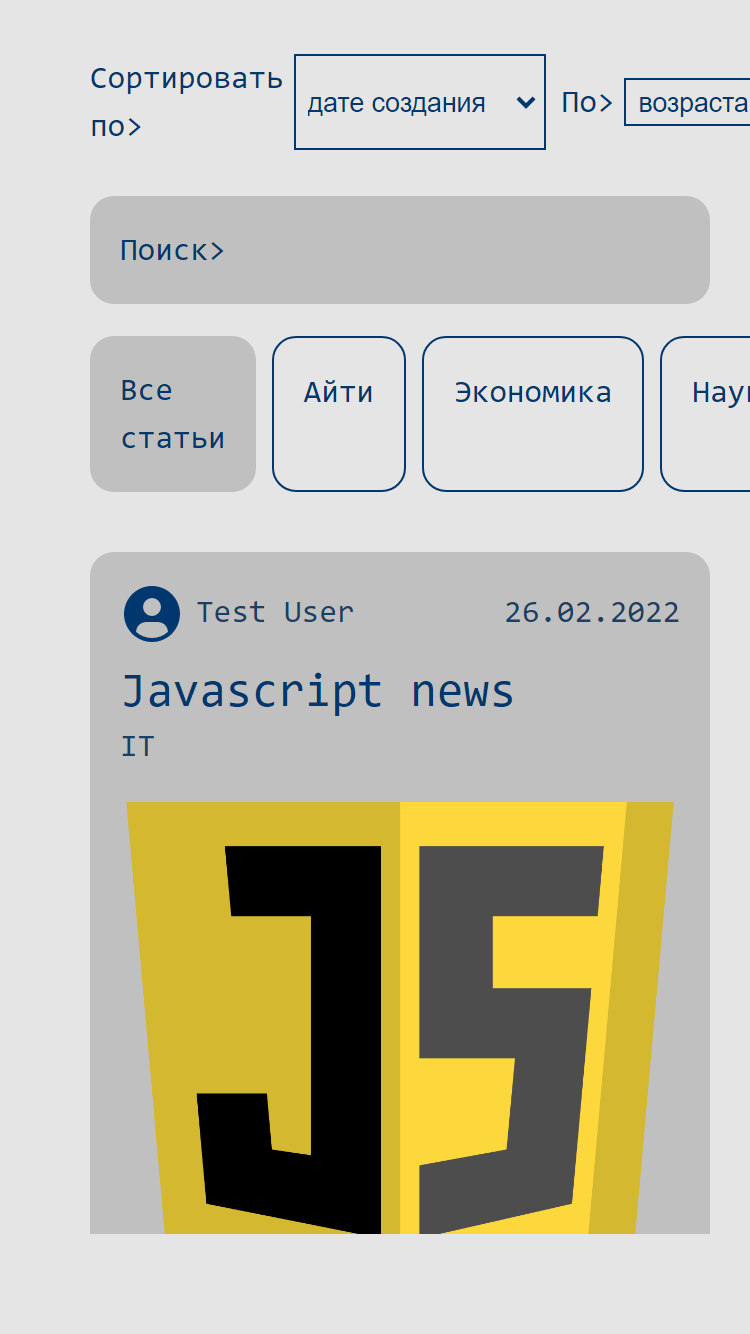 Сортировать по> дате создания По> возраста
Поиск>
Все статьи Айти Экономика Нау
Test User 26.02.2022
Javascript news
IT
JS